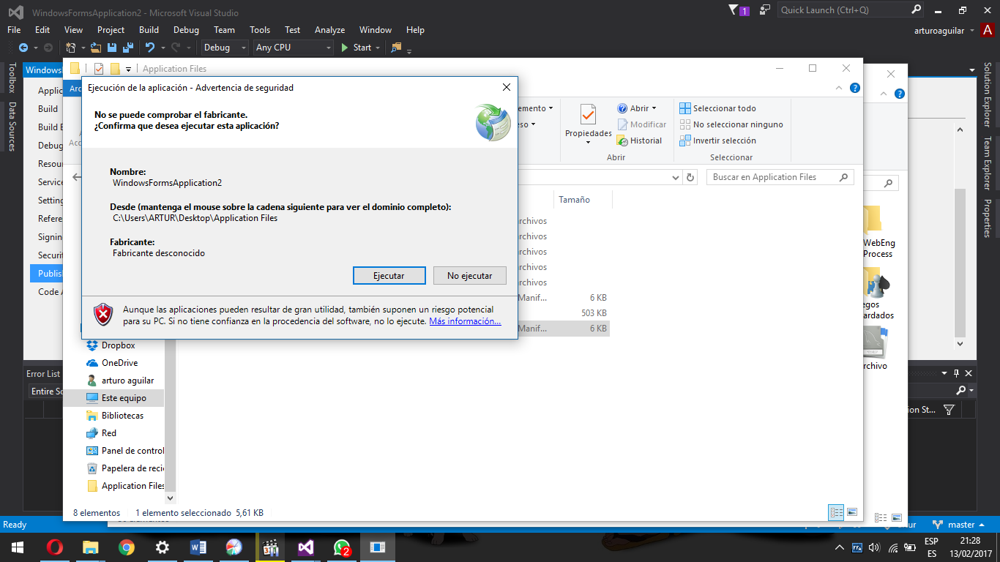 WindowsFormsApplication2 - Microsoft Visual Studio
1
Quick Launch (Ctrl+Q)
File Edit View Project Build Debug Team Tools Test Analyze Window Help
arturoaguilar A
Debug Any CPU Start
Toolbox
Data Sources
Solution Explorer
Team Explorer
Properties
Windows
Applic
Build
Build E
Debug
Resou
Service
Setting
Refere
Signin
Securit
Publish
Code A
Application Files
Arc
Ejecución de la aplicación - Advertencia de seguridad
No se puede comprobar el fabricante.
¿Confirma que desea ejecutar esta aplicación?
Nombre:
WindowsFormsApplication2
Desde (mantenga el mouse sobre la cadena siguiente para ver el dominio completo):
C:\Users\ARTUR\Desktop\Application Files
Fabricante:
Fabricante desconocido
Ejecutar No ejecutar
Aunque las aplicaciones pueden resultar de gran utilidad, también suponen un riesgo potencial
para su PC. Si no tiene confianza en la procedencia del software, no lo ejecute. Más información...
emento
eso
Propiedades
Abrir
Modificar
Historial
Abrir
Seleccionar todo
No seleccionar ninguno
Invertir selección
Seleccionar
Buscar en Application Files
Tamaño
rchivos
rchivos
rchivos
rchivos
rchivos
Manif... 6 KB
503 KB
Manif... 6 KB
WebEng
Process
egos
ardados
rchivo
Dropbox
OneDrive
arturo aguilar
Este equipo
Bibliotecas
Red
Panel de control
Papelera de reci
Application Files
8 elementos 1 elemento seleccionado 5,61 KB
Error List
Entire So
ion St...
Ready
master
2
ESP
ES
21:28
13/02/2017